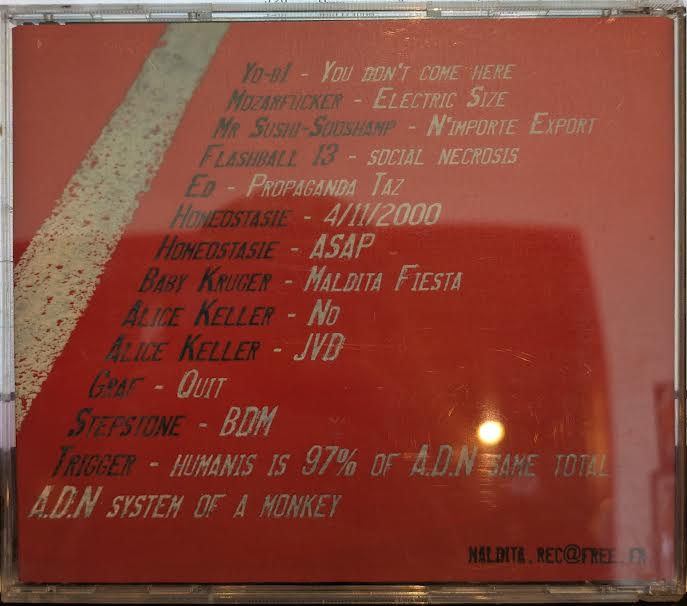 Yo-bi - You don't come here
Mozarfücker - Electric Size
Mr Sushi-Sooshamp - N'importe Export
Flashball 13 - social necrosis
Ed - Propaganda Taz
Homeostasie - 4/11/2000
Homeostasie - ASAP
Baby Kruger - Maldita Fiesta
Alice Keller - No
Alice Keller - JVD
Graf - Quit
Stepstone - BDM
Trigger - humanis is 97% of A.D.N same total
A.D.N system of a monkey
MALDITA.REC@FREE.FR